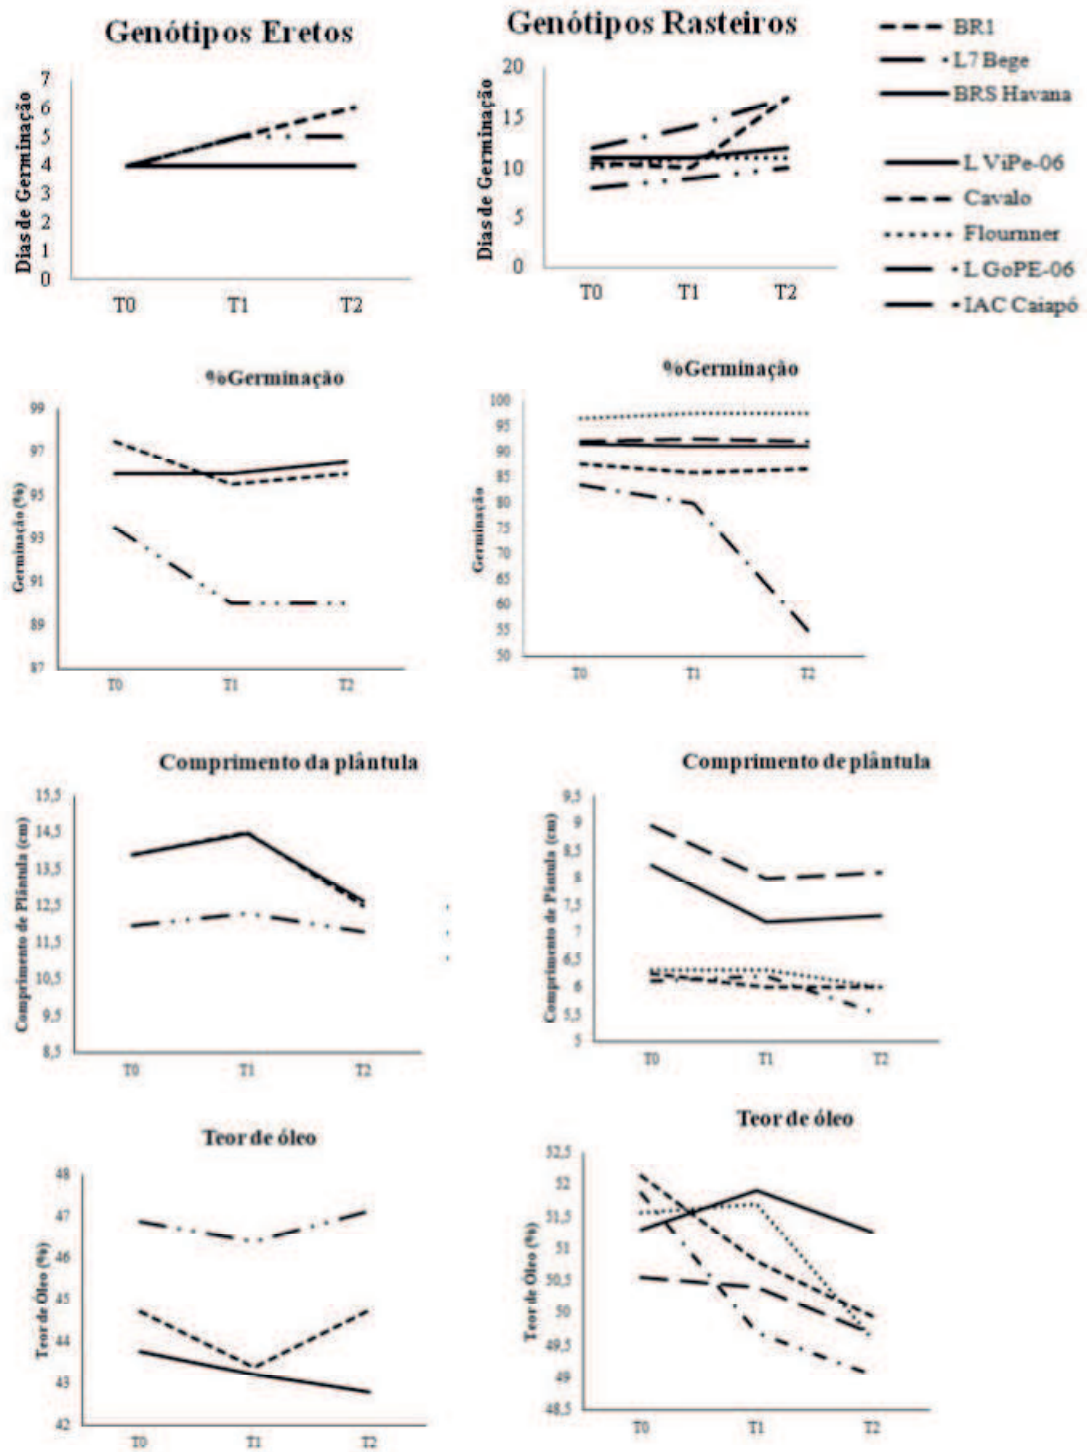 Genótipos Eretos
Dias de Germinação
7
6
5
4
3
2
1
0
T0 T1 T2
Genótipos Rasteiros
Dias de Germinação
20
15
10
5
0
T0 T1 T2
BR1
L7 Bege
BRS Havana
L ViPe-06
Cavalo
Flournner
L GoPE-06
IAC Caiapó
%Germinação
Germinação (%)
99
97
95
93
91
89
87
T0 T1 T2
%Germinação
Germinação
100
95
90
85
80
75
70
65
60
55
50
T0 T1 T2
Comprimento da plântula
Comprimento de Plântula (cm)
15,5
14,5
13,5
12,5
11,5
10,5
9,5
8,5
T0 T1 T2
Comprimento de plântula
Comprimento de Pântula (cm)
9,5
9
8,5
8
7,5
7
6,5
6
5,5
5
T0 T1 T2
Teor de óleo
Teor de Óleo (%)
48
47
46
45
44
43
42
T0 T1 T2
Teor de óleo
Teor de Óleo (%)
52,5
52
51,5
51
50,5
50
49,5
49
48,5
T0 T1 T2